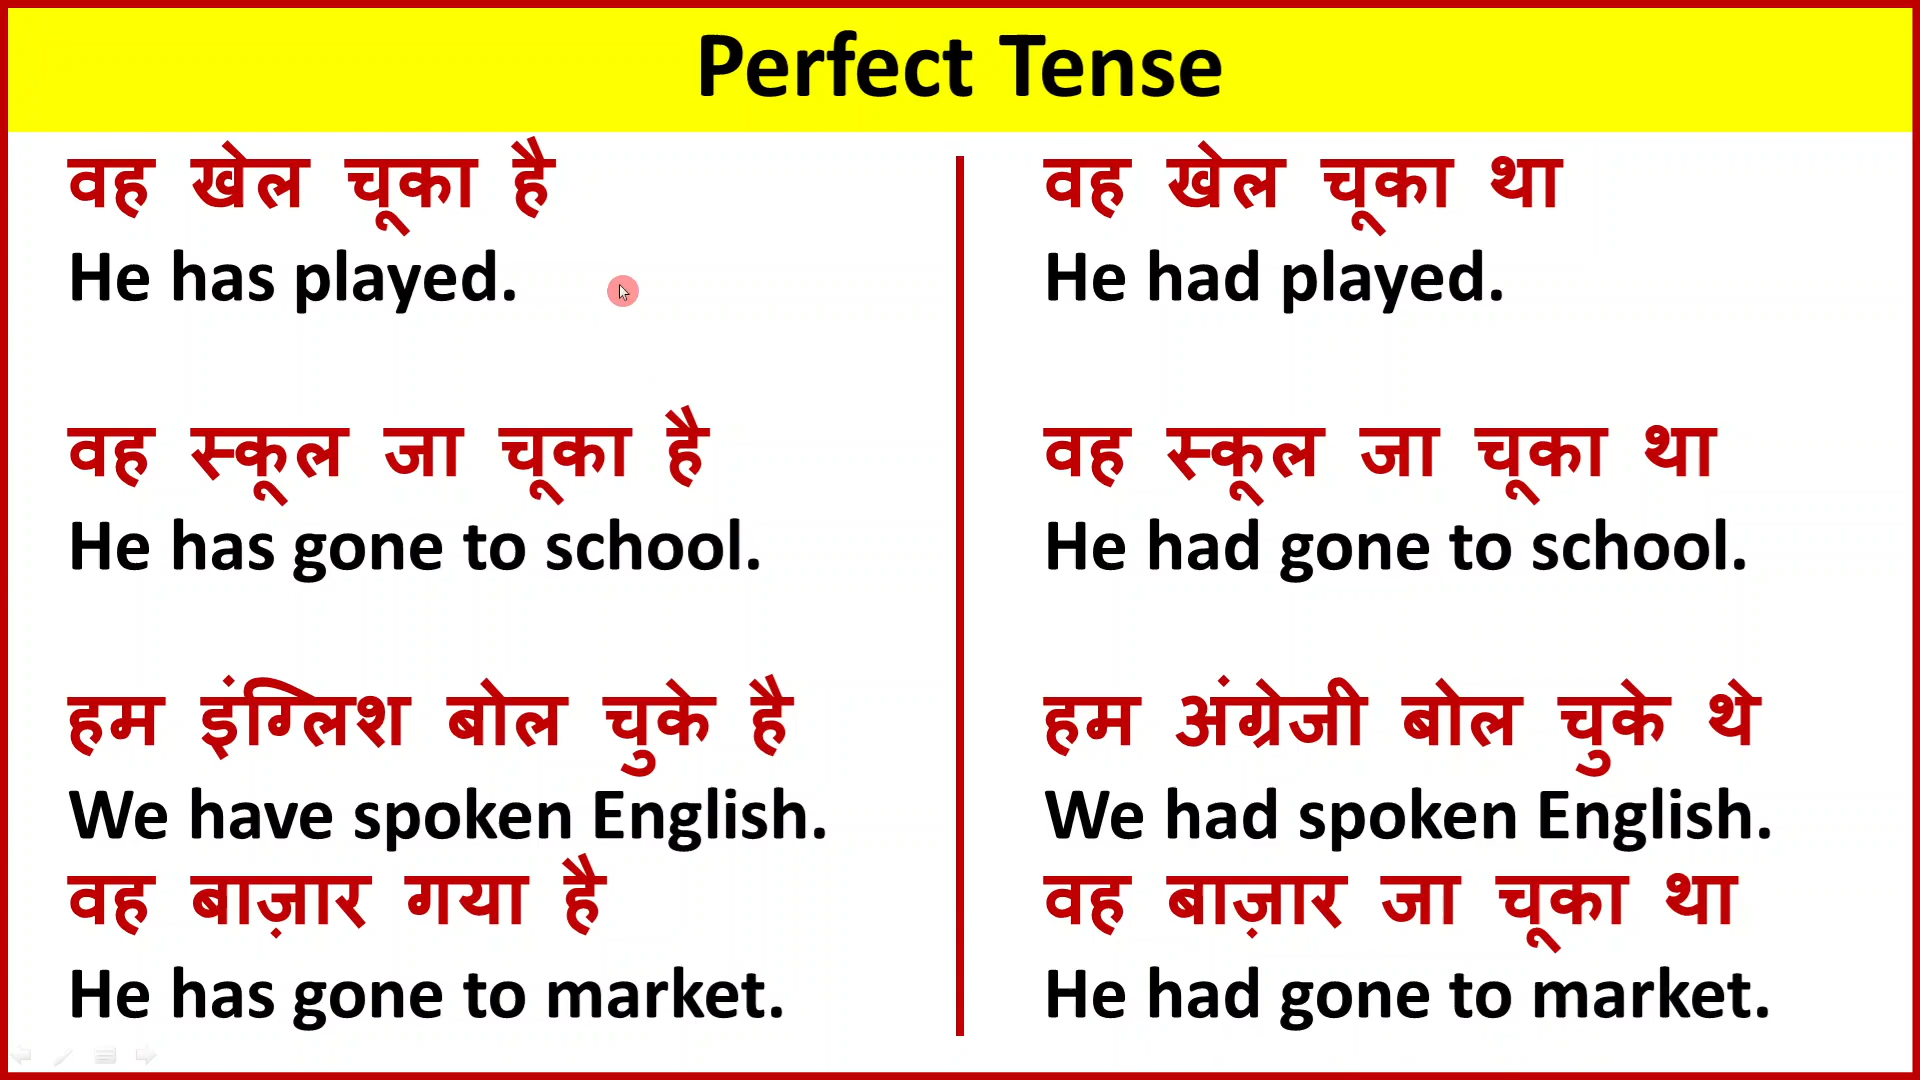 Perfect Tense
वह खेल चूका है
He has played.
वह स्कूल जा चूका है
He has gone to school.
हम इंग्लिश बोल चुके है
We have spoken English.
वह बाज़ार गया है
He has gone to market.
वह खेल चूका था
He had played.
वह स्कूल जा चूका था
He had gone to school.
हम अंग्रेजी बोल चुके थे
We had spoken English.
वह बाज़ार जा चूका था
He had gone to market.